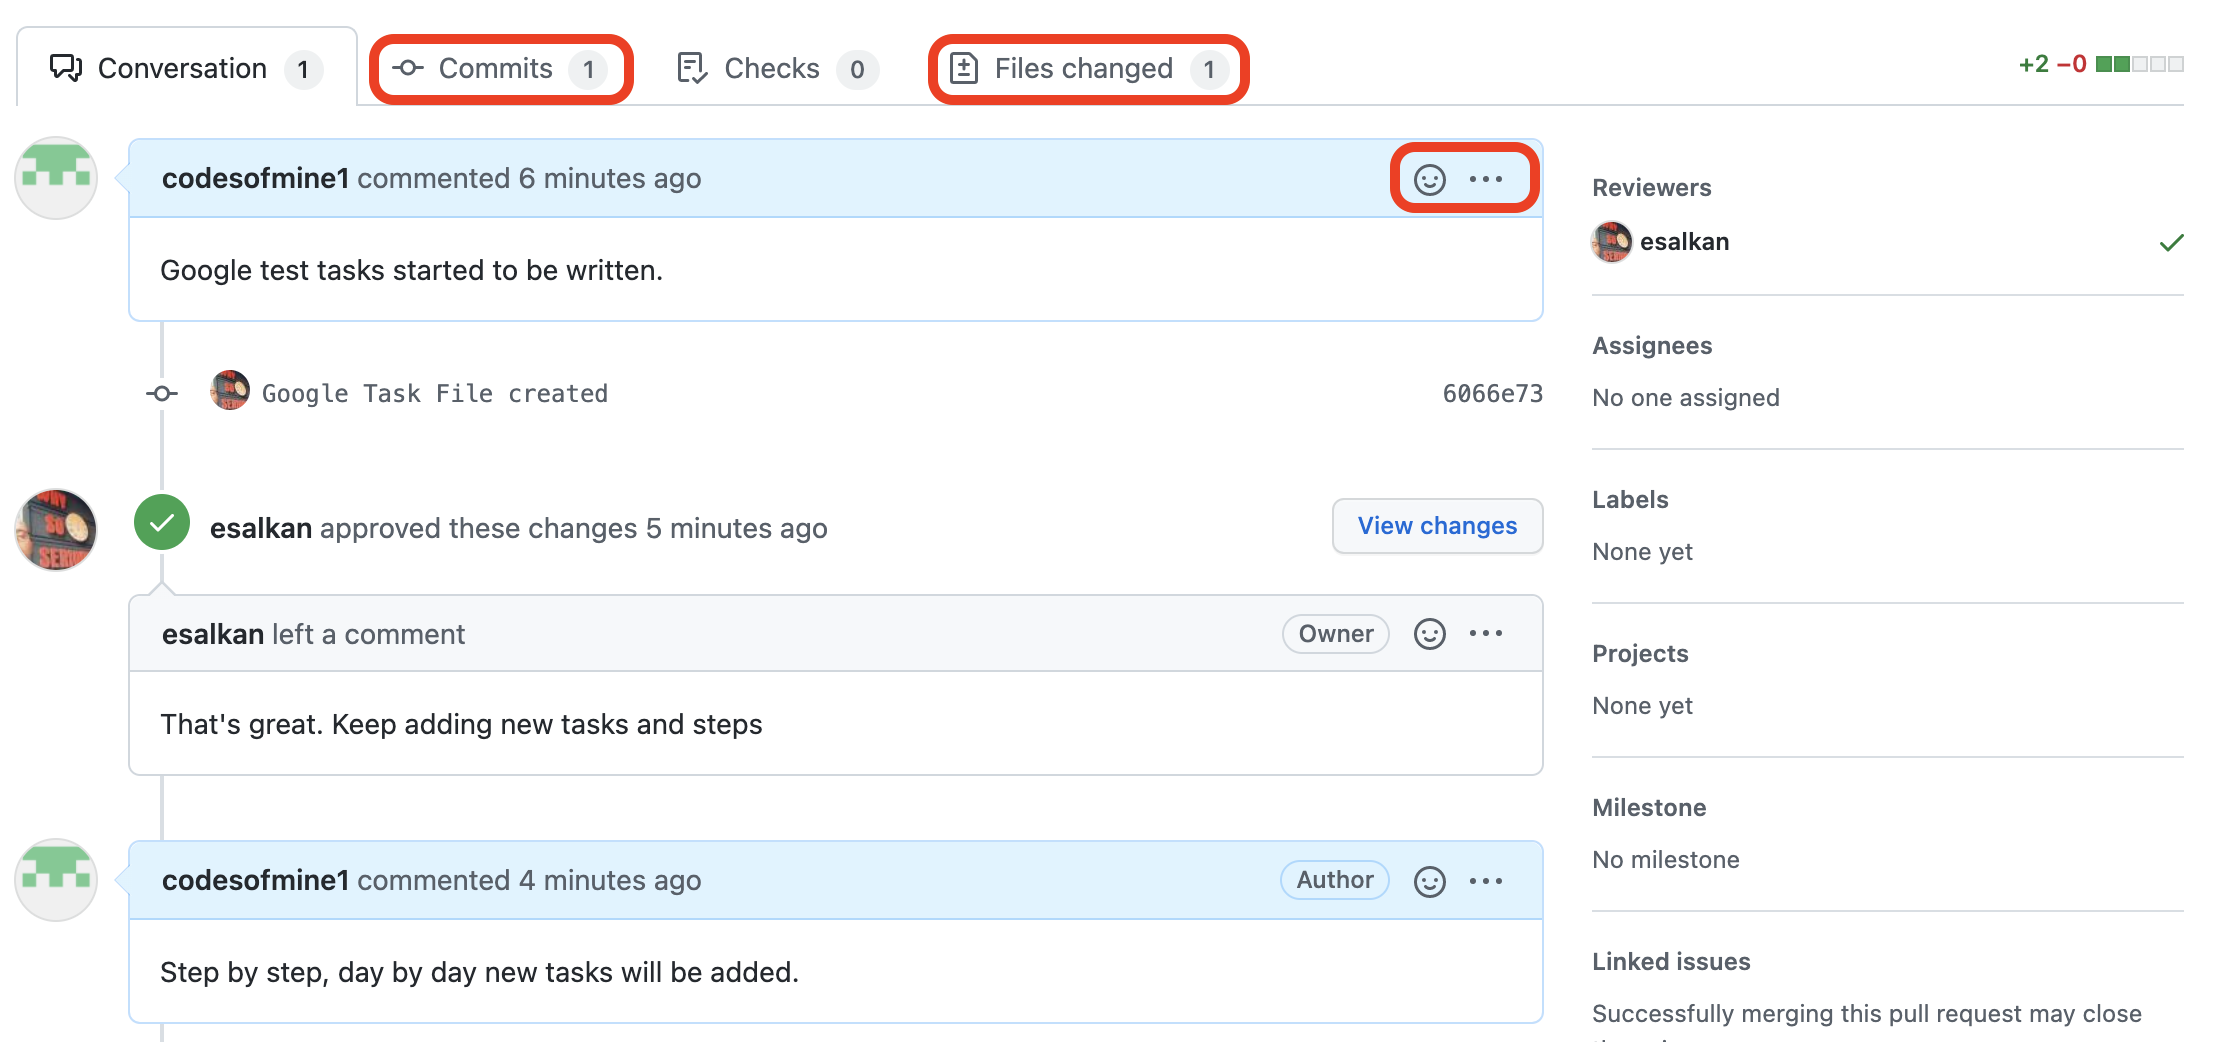 Conversation 1 Commits 1 Checks 0 Files changed 1 +2 −0
codesofmine1 commented 6 minutes ago
Google test tasks started to be written.
Google Task File created 6066e73
esalkan approved these changes 5 minutes ago View changes
esalkan left a comment Owner
That's great. Keep adding new tasks and steps
codesofmine1 commented 4 minutes ago Author
Step by step, day by day new tasks will be added.
Reviewers
esalkan
Assignees
No one assigned
Labels
None yet
Projects
None yet
Milestone
No milestone
Linked issues
Successfully merging this pull request may close